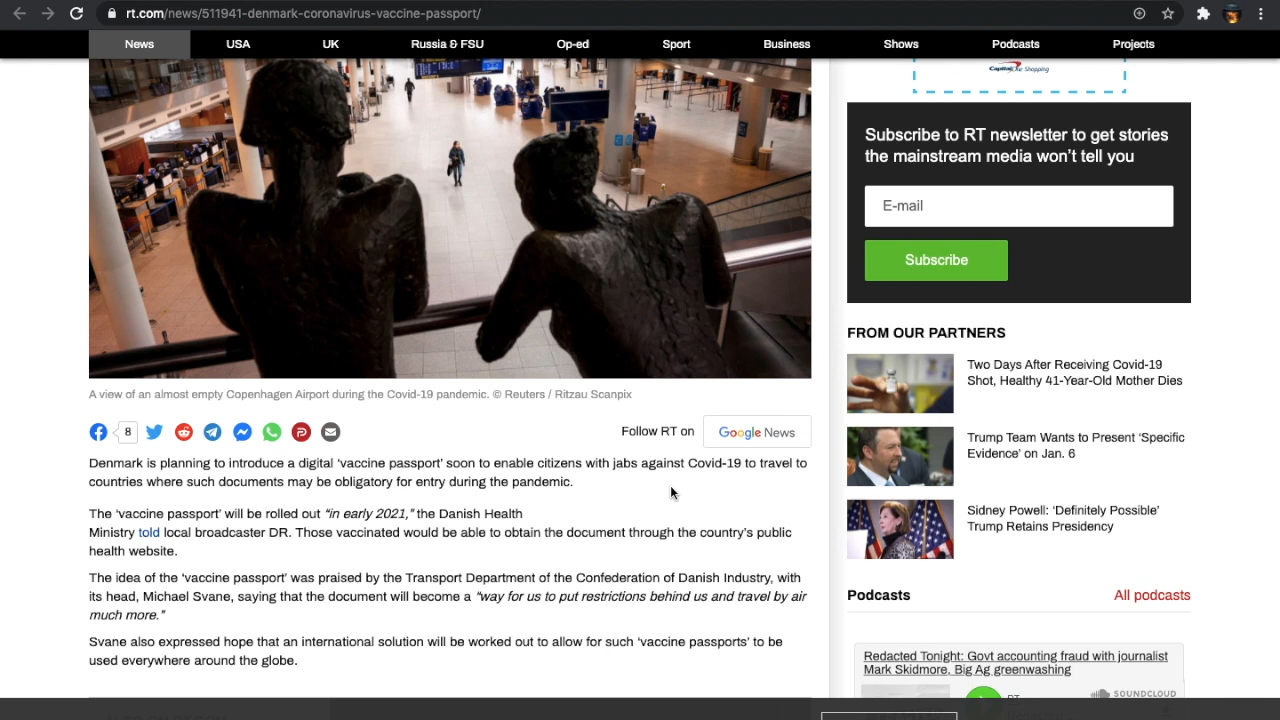 rt.com/news/511941-denmark-coronavirus-vaccine-passport/
News USA UK Russia & FSU Op-ed Sport Business Shows Podcasts Projects
Shopping
Subscribe to RT newsletter to get stories
the mainstream media won't tell you
E-mail
Subscribe
FROM OUR PARTNERS
Two Days After Receiving Covid-19
Shot, Healthy 41-Year-Old Mother Dies
Trump Team Wants to Present 'Specific
Evidence' on Jan. 6
Sidney Powell: 'Definitely Possible'
Trump Retains Presidency
Podcasts All podcasts
Redacted Tonight: Govt accounting fraud with journalist
Mark Skidmore, Big Ag greenwashing
RT
SOUNDCLOUD
A view of an almost empty Copenhagen Airport during the Covid-19 pandemic. © Reuters / Ritzau Scanpix
8
Follow RT on Google News
Denmark is planning to introduce a digital 'vaccine passport' soon to enable citizens with jabs against Covid-19 to travel to
countries where such documents may be obligatory for entry during the pandemic.
The 'vaccine passport' will be rolled out "in early 2021," the Danish Health
Ministry told local broadcaster DR. Those vaccinated would be able to obtain the document through the country's public
health website.
The idea of the 'vaccine passport' was praised by the Transport Department of the Confederation of Danish Industry, with
its head, Michael Svane, saying that the document will become a "way for us to put restrictions behind us and travel by air
much more."
Svane also expressed hope that an international solution will be worked out to allow for such 'vaccine passports' to be
used everywhere around the globe.